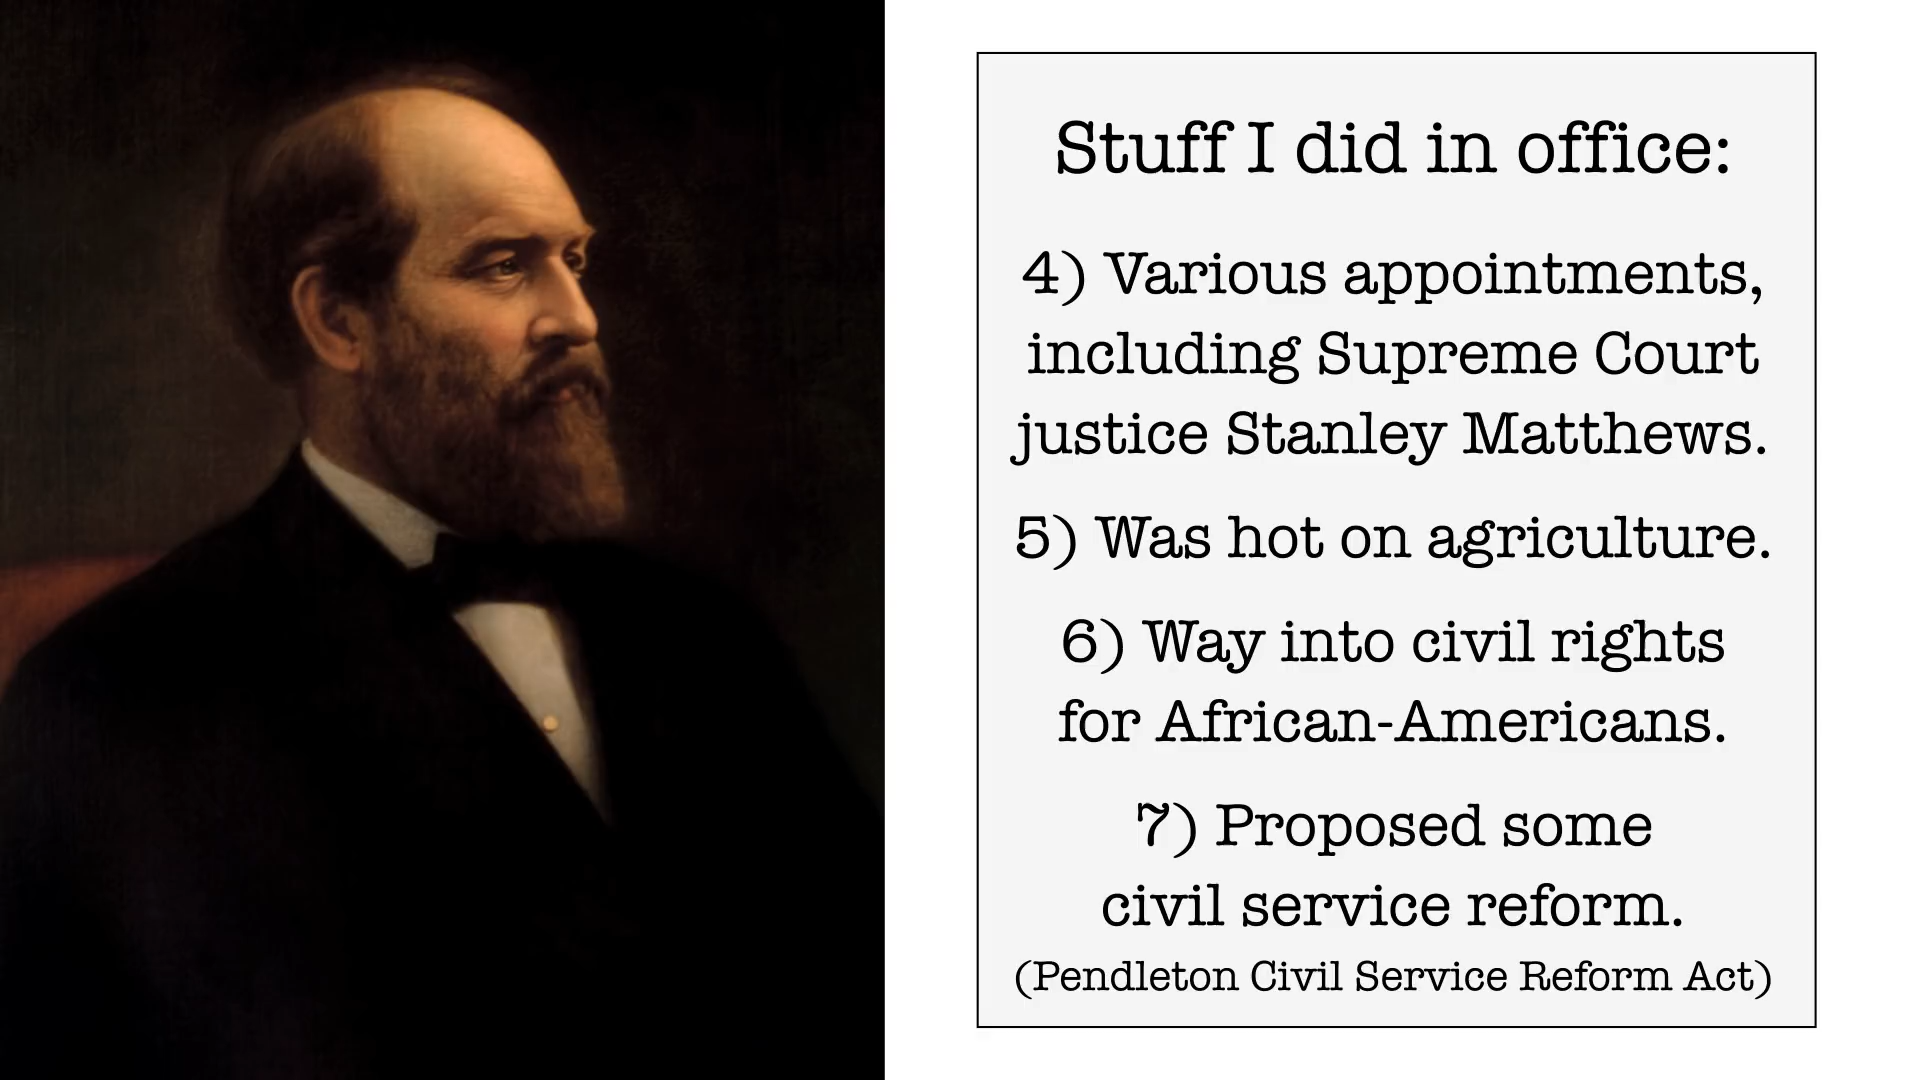 Stuff I did in office:
4) Various appointments,
including Supreme Court
justice Stanley Matthews.
5) Was hot on agriculture.
6) Way into civil rights
for African-Americans.
7) Proposed some
civil service reform.
(Pendleton Civil Service Reform Act)